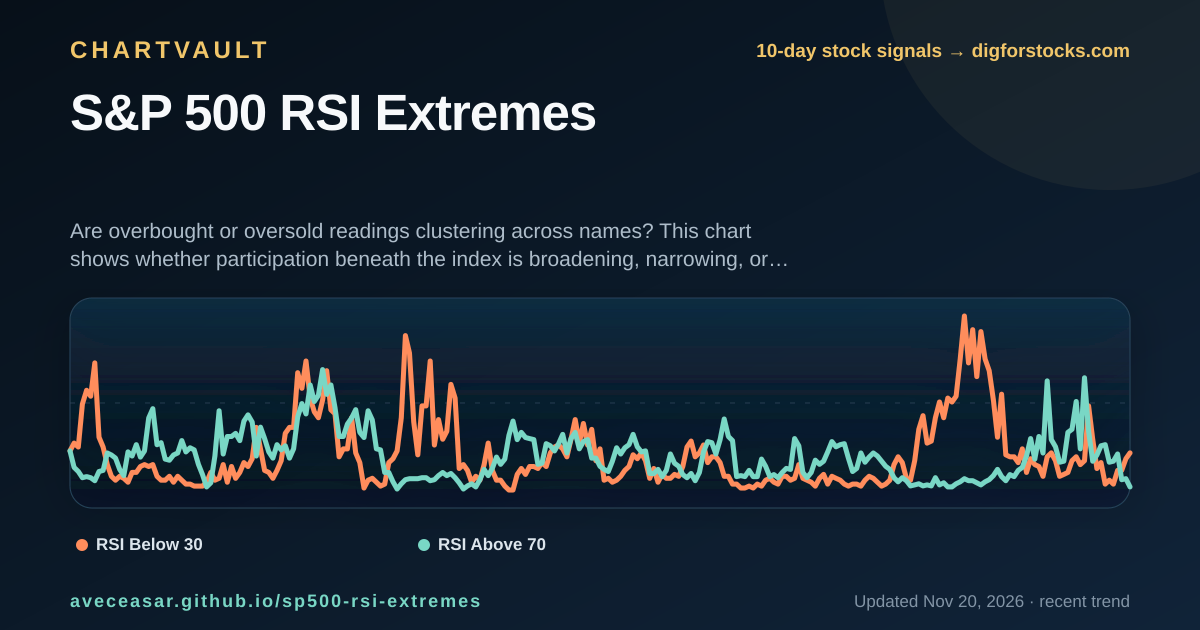 CHARTVAULT
10-day stock signals → digforstocks.com
S&P 500 RSI Extremes
Are overbought or oversold readings clustering across names? This chart
shows whether participation beneath the index is broadening, narrowing, or…
RSI Below 30
RSI Above 70
aveceasar.github.io/sp500-rsi-extremes
Updated Nov 20, 2026 · recent trend